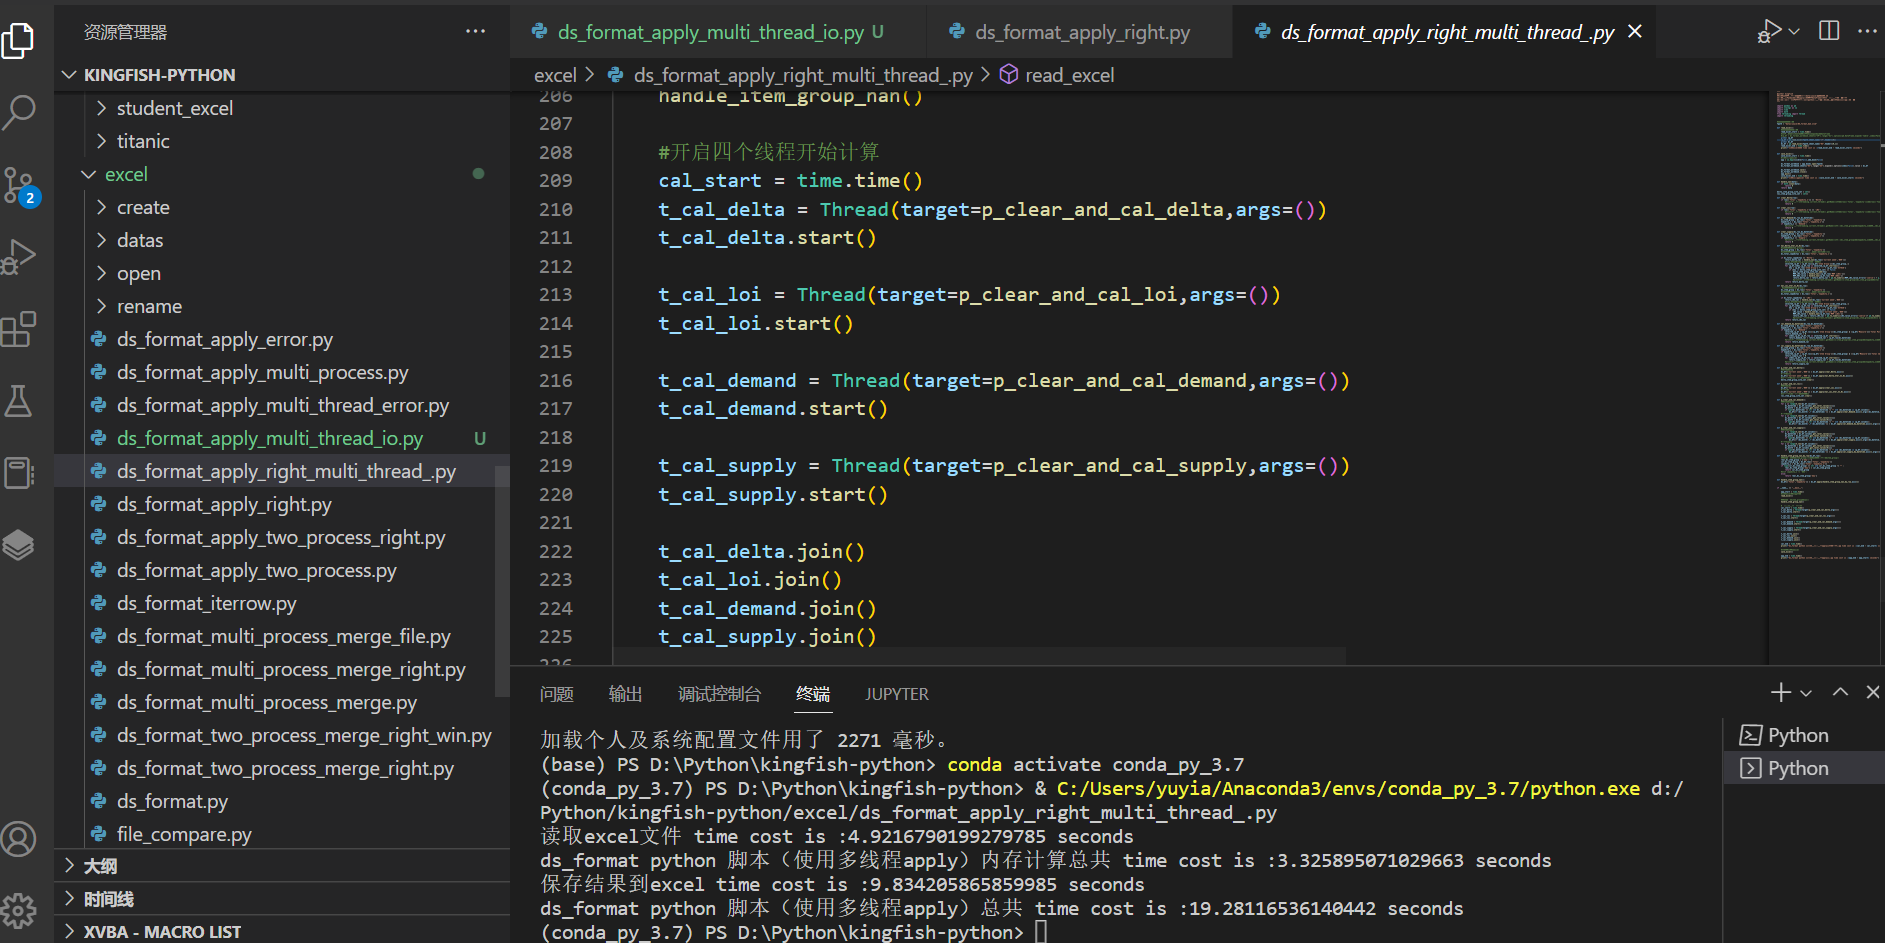 资源管理器
KINGFISH-PYTHON
student_excel
titanic
excel
create
datas
open
rename
ds_format_apply_error.py
ds_format_apply_multi_process.py
ds_format_apply_multi_thread_error.py
ds_format_apply_multi_thread_io.py U
ds_format_apply_right_multi_thread_.py
ds_format_apply_right.py
ds_format_apply_two_process_right.py
ds_format_apply_two_process.py
ds_format_iterrow.py
ds_format_multi_process_merge_file.py
ds_format_multi_process_merge_right.py
ds_format_multi_process_merge.py
ds_format_two_process_merge_right_win.py
ds_format_two_process_merge_right.py
ds_format.py
file_compare.py
大纲
时间线
XVBA - MACRO LIST
2
ds_format_apply_multi_thread_io.py U
ds_format_apply_right.py
ds_format_apply_right_multi_thread_.py
excel > ds_format_apply_right_multi_thread_.py > read_excel
206 handle_item_group_nan()
207
208 #开启四个线程开始计算
209 cal_start = time.time()
210 t_cal_delta = Thread(target=p_clear_and_cal_delta,args=())
211 t_cal_delta.start()
212
213 t_cal_loi = Thread(target=p_clear_and_cal_loi,args=())
214 t_cal_loi.start()
215
216 t_cal_demand = Thread(target=p_clear_and_cal_demand,args=())
217 t_cal_demand.start()
218
219 t_cal_supply = Thread(target=p_clear_and_cal_supply,args=())
220 t_cal_supply.start()
221
222 t_cal_delta.join()
223 t_cal_loi.join()
224 t_cal_demand.join()
225 t_cal_supply.join()
226
问题 输出 调试控制台 终端 JUPYTER
加载个人及系统配置文件用了 2271 毫秒。
(base) PS D:\Python\kingfish-python> conda activate conda_py_3.7
(conda_py_3.7) PS D:\Python\kingfish-python> & C:/Users/yuyia/Anaconda3/envs/conda_py_3.7/python.exe d:/
Python/kingfish-python/excel/ds_format_apply_right_multi_thread_.py
读取excel文件 time cost is :4.9216790199279785 seconds
ds_format python 脚本（使用多线程apply）内存计算总共 time cost is :3.325895071029663 seconds
保存结果到excel time cost is :9.834205865859985 seconds
ds_format python 脚本（使用多线程apply）总共 time cost is :19.28116536140442 seconds
(conda_py_3.7) PS D:\Python\kingfish-python>
Python
Python